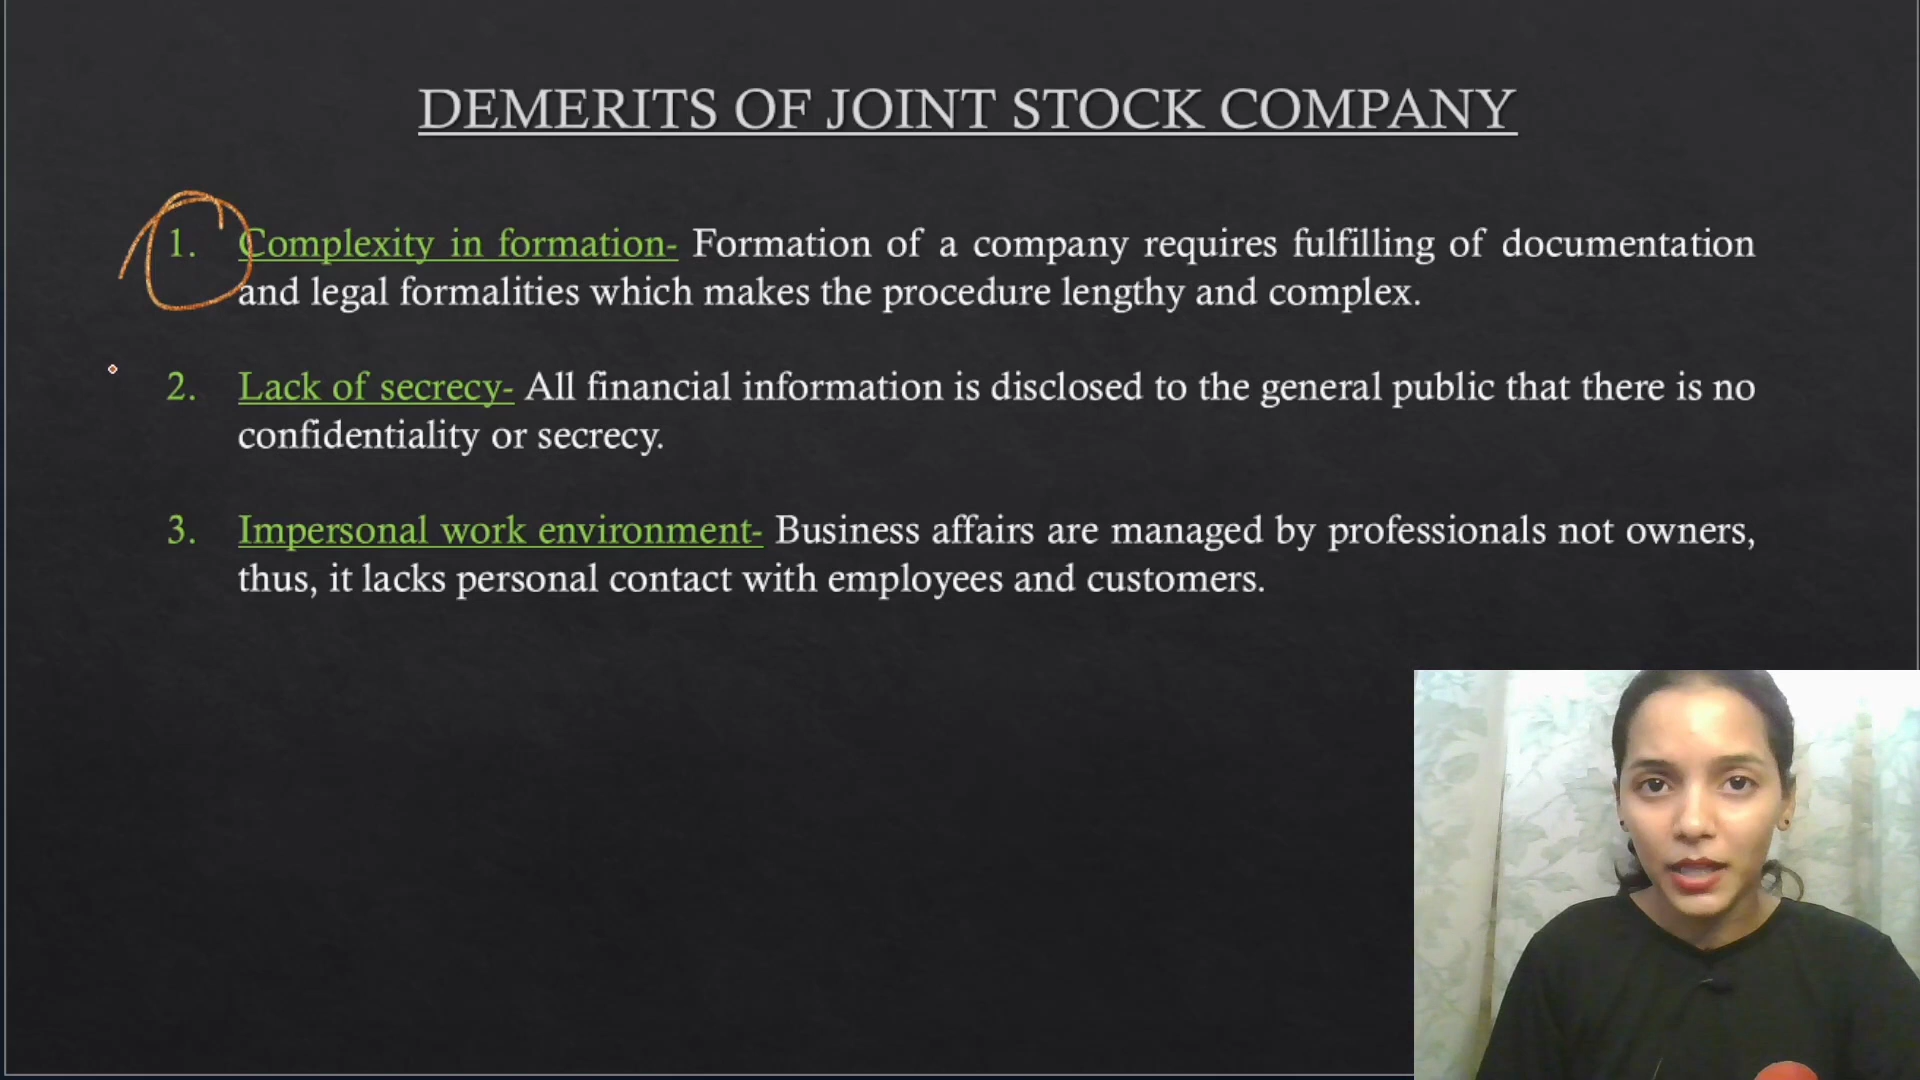 DEMERITS OF JOINT STOCK COMPANY
1. Complexity in formation- Formation of a company requires fulfilling of documentation
and legal formalities which makes the procedure lengthy and complex.
2. Lack of secrecy- All financial information is disclosed to the general public that there is no
confidentiality or secrecy.
3. Impersonal work environment- Business affairs are managed by professionals not owners,
thus, it lacks personal contact with employees and customers.